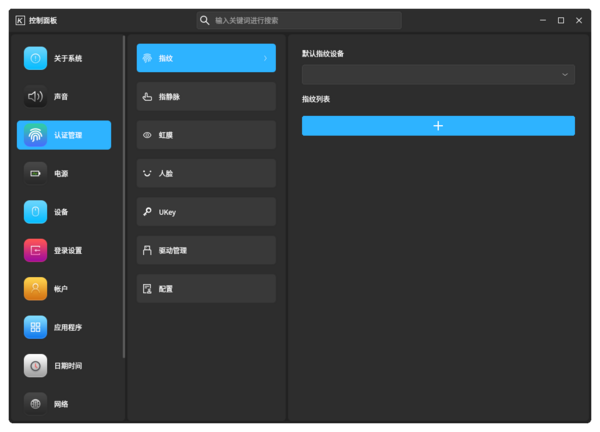 控制面板
输入关键词进行搜索
关于系统
声音
认证管理
电源
设备
登录设置
帐户
应用程序
日期时间
网络
指纹
指静脉
虹膜
人脸
UKey
驱动管理
配置
默认指纹设备
指纹列表